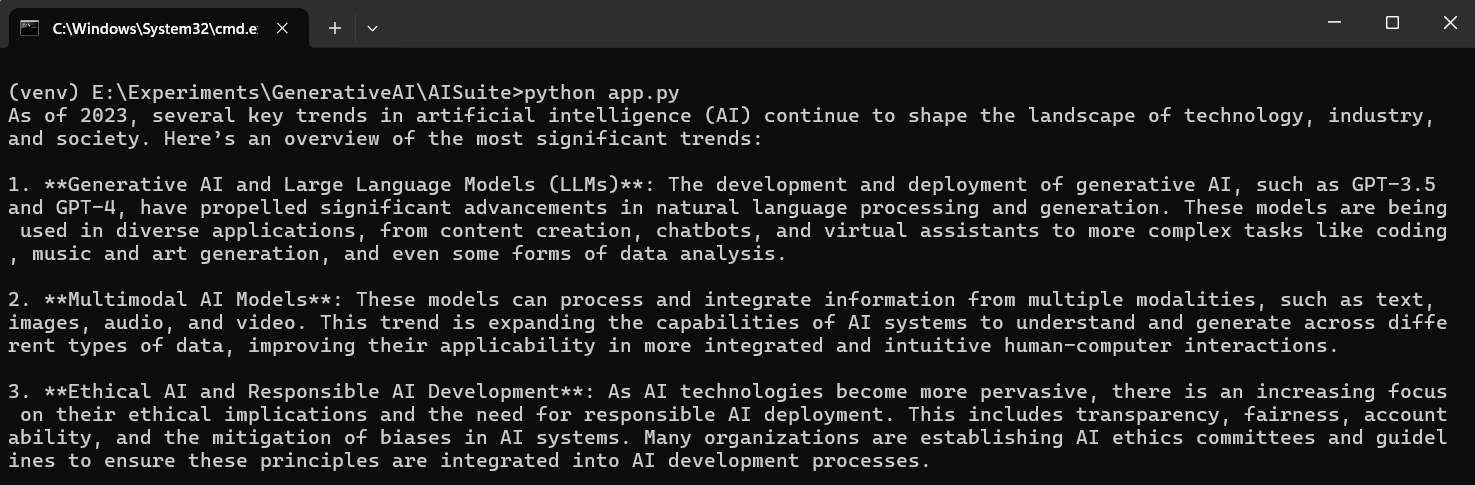 C:\Windows\System32\cmd.e
(venv) E:\Experiments\GenerativeAI\AISuite>python app.py
As of 2023, several key trends in artificial intelligence (AI) continue to shape the landscape of technology, industry,
and society. Here’s an overview of the most significant trends:
1. **Generative AI and Large Language Models (LLMs)**: The development and deployment of generative AI, such as GPT-3.5
and GPT-4, have propelled significant advancements in natural language processing and generation. These models are being
 used in diverse applications, from content creation, chatbots, and virtual assistants to more complex tasks like coding
, music and art generation, and even some forms of data analysis.
2. **Multimodal AI Models**: These models can process and integrate information from multiple modalities, such as text,
images, audio, and video. This trend is expanding the capabilities of AI systems to understand and generate across diffe
rent types of data, improving their applicability in more integrated and intuitive human-computer interactions.
3. **Ethical AI and Responsible AI Development**: As AI technologies become more pervasive, there is an increasing focus
 on their ethical implications and the need for responsible AI deployment. This includes transparency, fairness, account
ability, and the mitigation of biases in AI systems. Many organizations are establishing AI ethics committees and guidel
ines to ensure these principles are integrated into AI development processes.